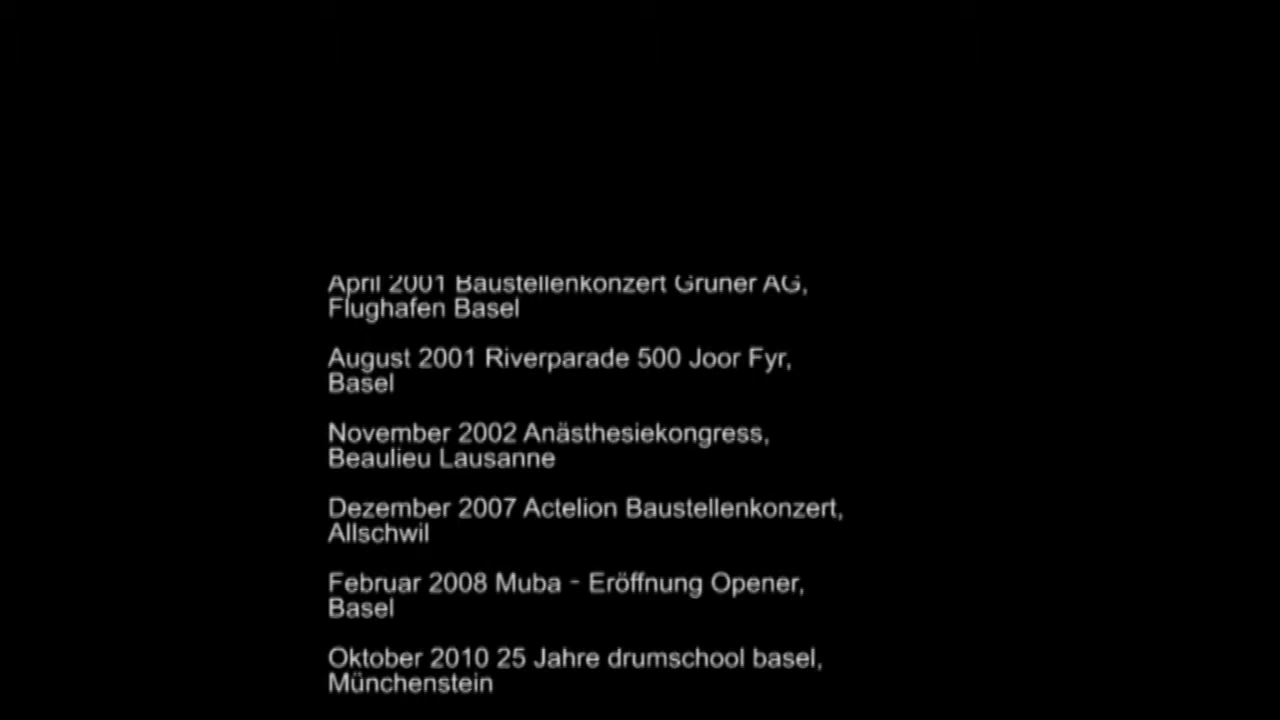 April 2001 Baustellenkonzert Gruner AG,
Flughafen Basel
August 2001 Riverparade 500 Joor Fyr,
Basel
November 2002 Anästhesiekongress,
Beaulieu Lausanne
Dezember 2007 Actelion Baustellenkonzert,
Allschwil
Februar 2008 Muba - Eröffnung Opener,
Basel
Oktober 2010 25 Jahre drumschool basel,
Münchenstein